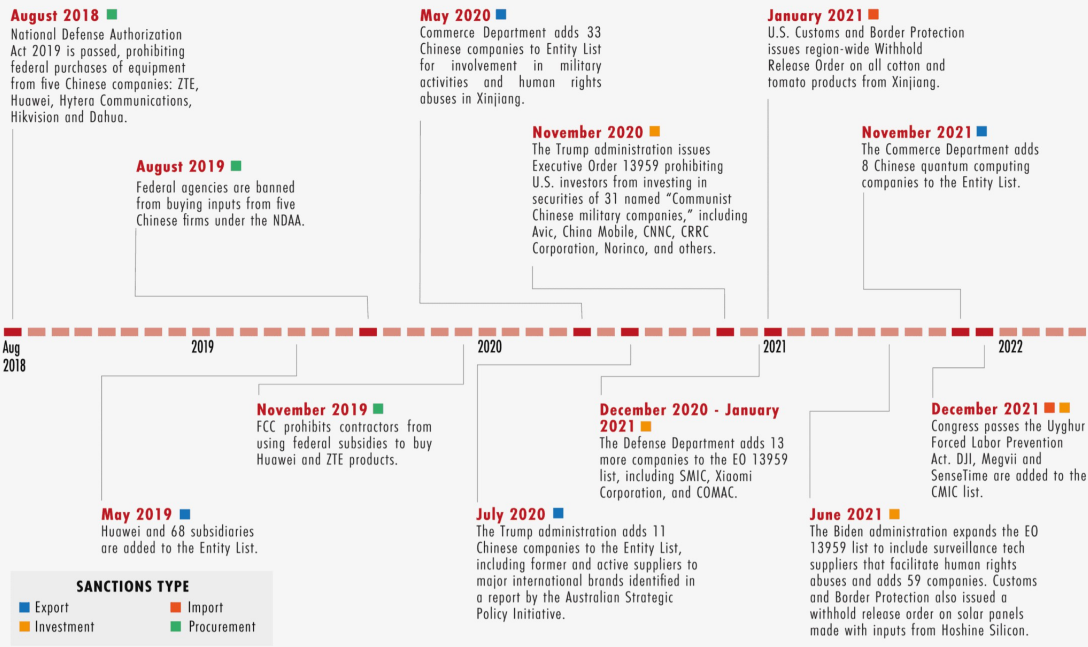 August 2018
National Defense Authorization
Act 2019 is passed, prohibiting
federal purchases of equipment
from five Chinese companies: ZTE,
Huawei, Hytera Communications,
Hikvision and Dahua.
August 2019
Federal agencies are banned
from buying inputs from five
Chinese firms under the NDAA.
May 2020
Commerce Department adds 33
Chinese companies to Entity List
for involvement in military
activities and human rights
abuses in Xinjiang.
November 2020
The Trump administration issues
Executive Order 13959 prohibiting
U.S. investors from investing in
securities of 31 named “Communist
Chinese military companies,” including
Avic, China Mobile, CNNC, CRRC
Corporation, Norinco, and others.
January 2021
U.S. Customs and Border Protection
issues region-wide Withhold
Release Order on all cotton and
tomato products from Xinjiang.
November 2021
The Commerce Department adds
8 Chinese quantum computing
companies to the Entity List.
Aug
2018
2019
2020
2021
2022
May 2019
Huawei and 68 subsidiaries
are added to the Entity List.
November 2019
FCC prohibits contractors from
using federal subsidies to buy
Huawei and ZTE products.
July 2020
The Trump administration adds 11
Chinese companies to the Entity List,
including former and active suppliers to
major international brands identified in
a report by the Australian Strategic
Policy Initiative.
December 2020 - January
2021
The Defense Department adds 13
more companies to the EO 13959
list, including SMIC, Xiaomi
Corporation, and COMAC.
June 2021
The Biden administration expands the EO
13959 list to include surveillance tech
suppliers that facilitate human rights
abuses and adds 59 companies. Customs
and Border Protection also issued a
withhold release order on solar panels
made with inputs from Hoshine Silicon.
December 2021
Congress passes the Uyghur
Forced Labor Prevention
Act. DJI, Megvii and
SenseTime are added to the
CMIC list.
SANCTIONS TYPE
Export
Import
Investment
Procurement